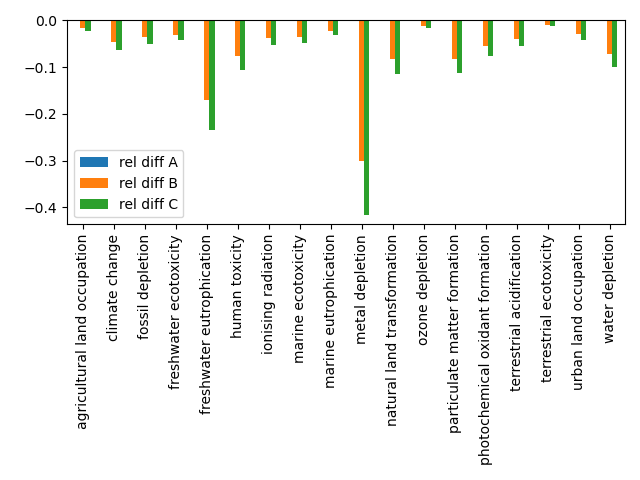 0.0
−0.1
−0.2
−0.3
−0.4
rel diff A
rel diff B
rel diff C
agricultural land occupation
climate change
fossil depletion
freshwater ecotoxicity
freshwater eutrophication
human toxicity
ionising radiation
marine ecotoxicity
marine eutrophication
metal depletion
natural land transformation
ozone depletion
particulate matter formation
photochemical oxidant formation
terrestrial acidification
terrestrial ecotoxicity
urban land occupation
water depletion